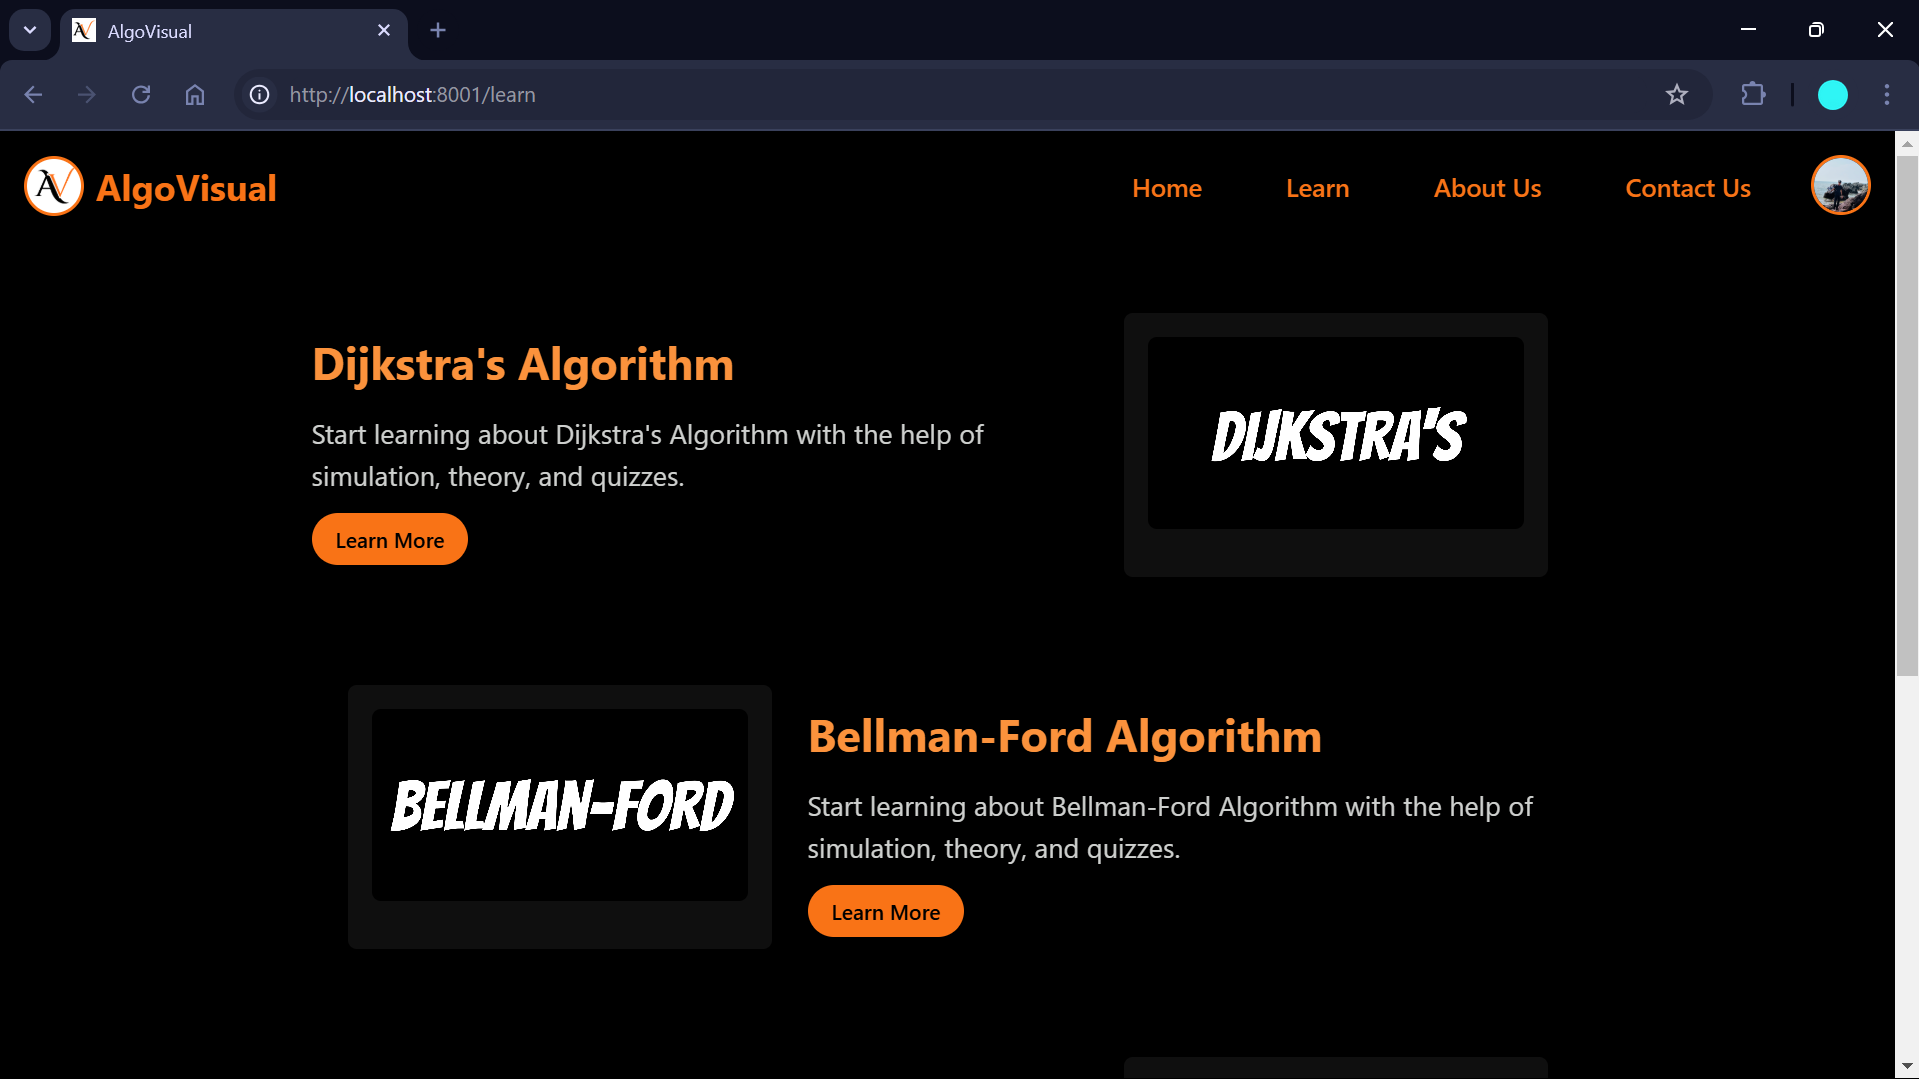 AlgoVisual
http://localhost:8001/learn
AV AlgoVisual
Home Learn About Us Contact Us
Dijkstra's Algorithm
Start learning about Dijkstra's Algorithm with the help of
simulation, theory, and quizzes.
Learn More
DIJKSTRA'S
BELLMAN-FORD
Bellman-Ford Algorithm
Start learning about Bellman-Ford Algorithm with the help of
simulation, theory, and quizzes.
Learn More